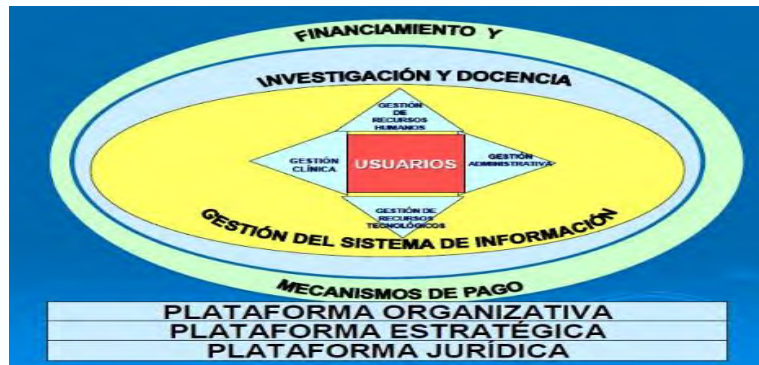 FINANCIAMIENTO Y
INVESTIGACIÓN Y DOCENCIA
GESTIÓN
DE
RECURSOS
HUMANOS
GESTIÓN
CLÍNICA
USUARIOS
GESTIÓN
ADMINISTRATIVA
GESTIÓN DE
RECURSOS
TECNOLÓGICOS
GESTIÓN DEL SISTEMA DE INFORMACIÓN
MECANISMOS DE PAGO
PLATAFORMA ORGANIZATIVA
PLATAFORMA ESTRATÉGICA
PLATAFORMA JURÍDICA